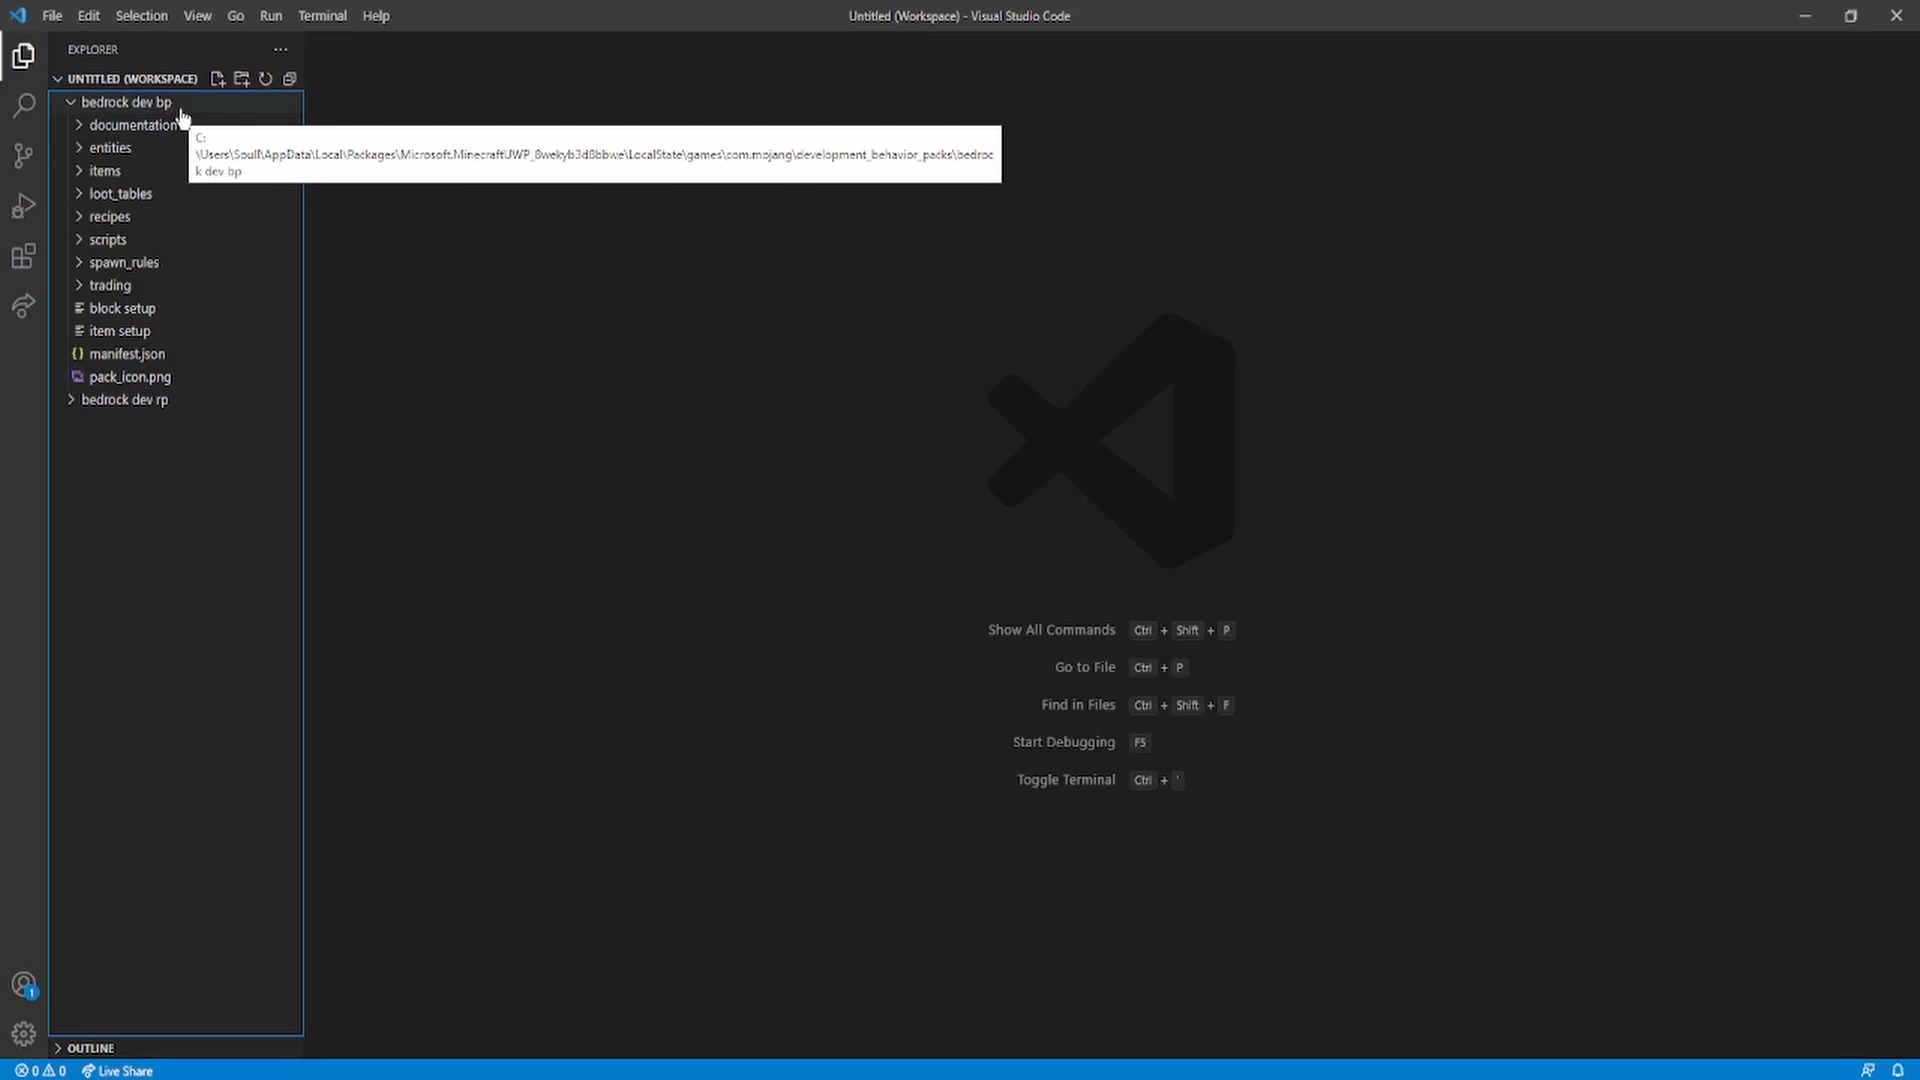 File Edit Selection View Go Run Terminal Help
Untitled (Workspace) - Visual Studio Code
EXPLORER
UNTITLED (WORKSPACE)
bedrock dev bp
documentation
C:
\Users\Soull\AppData\Local\Packages\Microsoft.MinecraftUWP_8wekyb3d8bbwe\LocalState\games\com.mojang\development_behavior_packs\bedroc
k dev bp
entities
items
loot_tables
recipes
scripts
spawn_rules
trading
block setup
item setup
manifest.json
pack_icon.png
bedrock dev rp
Show All Commands Ctrl + Shift + P
Go to File Ctrl + P
Find in Files Ctrl + Shift + F
Start Debugging F5
Toggle Terminal Ctrl + '
1
OUTLINE
0 0 Live Share